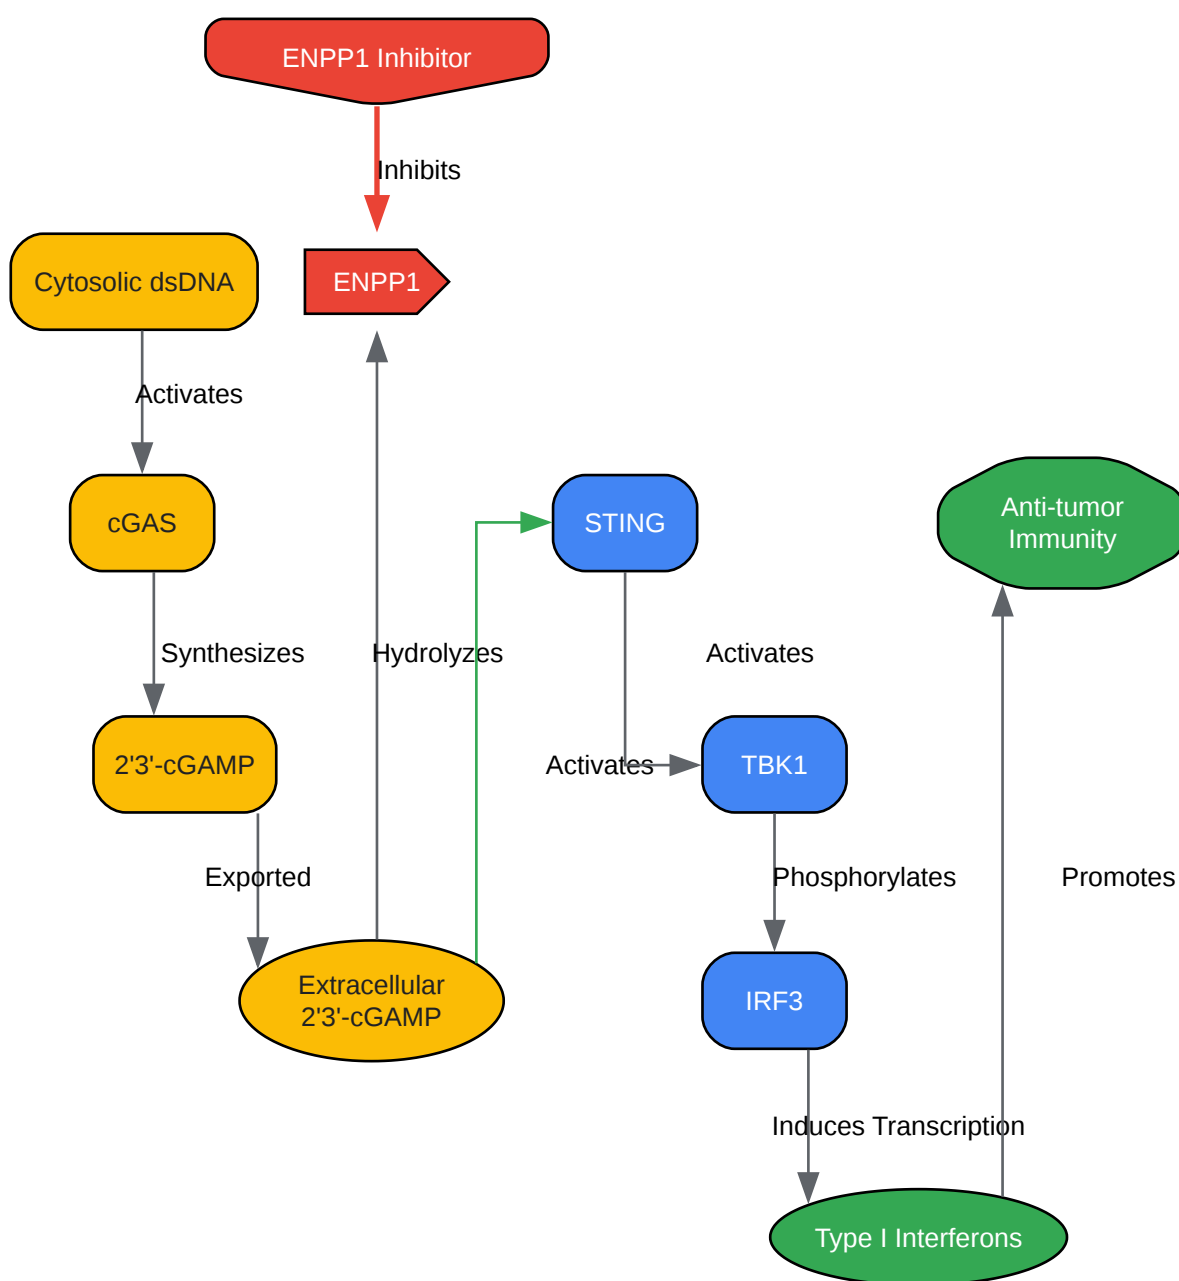 ENPP1 Inhibitor
Inhibits
Cytosolic dsDNA
ENPP1
Activates
cGAS
STING
Anti-tumor
Immunity
Synthesizes
Hydrolyzes
Activates
2'3'-cGAMP
Activates
TBK1
Exported
Phosphorylates
Promotes
Extracellular
2'3'-cGAMP
IRF3
Induces Transcription
Type I Interferons